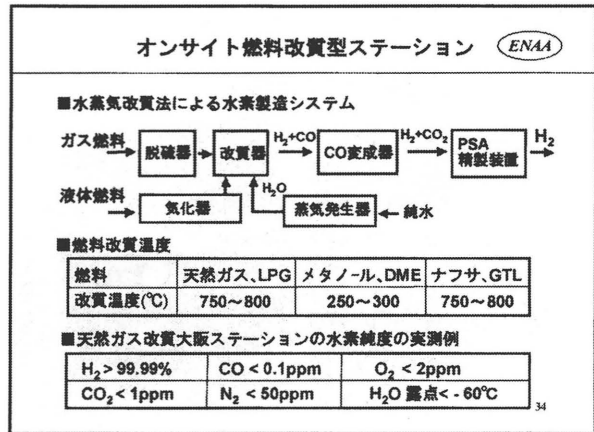 オンサイト燃料改質型ステーション ENAA
■水蒸気改質法による水素製造システム
ガス燃料 脱硫器 改質器 H₂+CO CO変成器 H₂+CO₂ PSA精製装置 H₂
液体燃料 気化器 H₂O 蒸気発生器 純水
■燃料改質温度
燃料 天然ガス、LPG メタノール、DME ナフサ、GTL
改質温度(℃) 750～800 250～300 750～800
■天然ガス改質大阪ステーションの水素純度の実測例
H₂ > 99.99% CO < 0.1ppm O₂ < 2ppm
CO₂ < 1ppm N₂ < 50ppm H₂O 露点< - 60℃
34